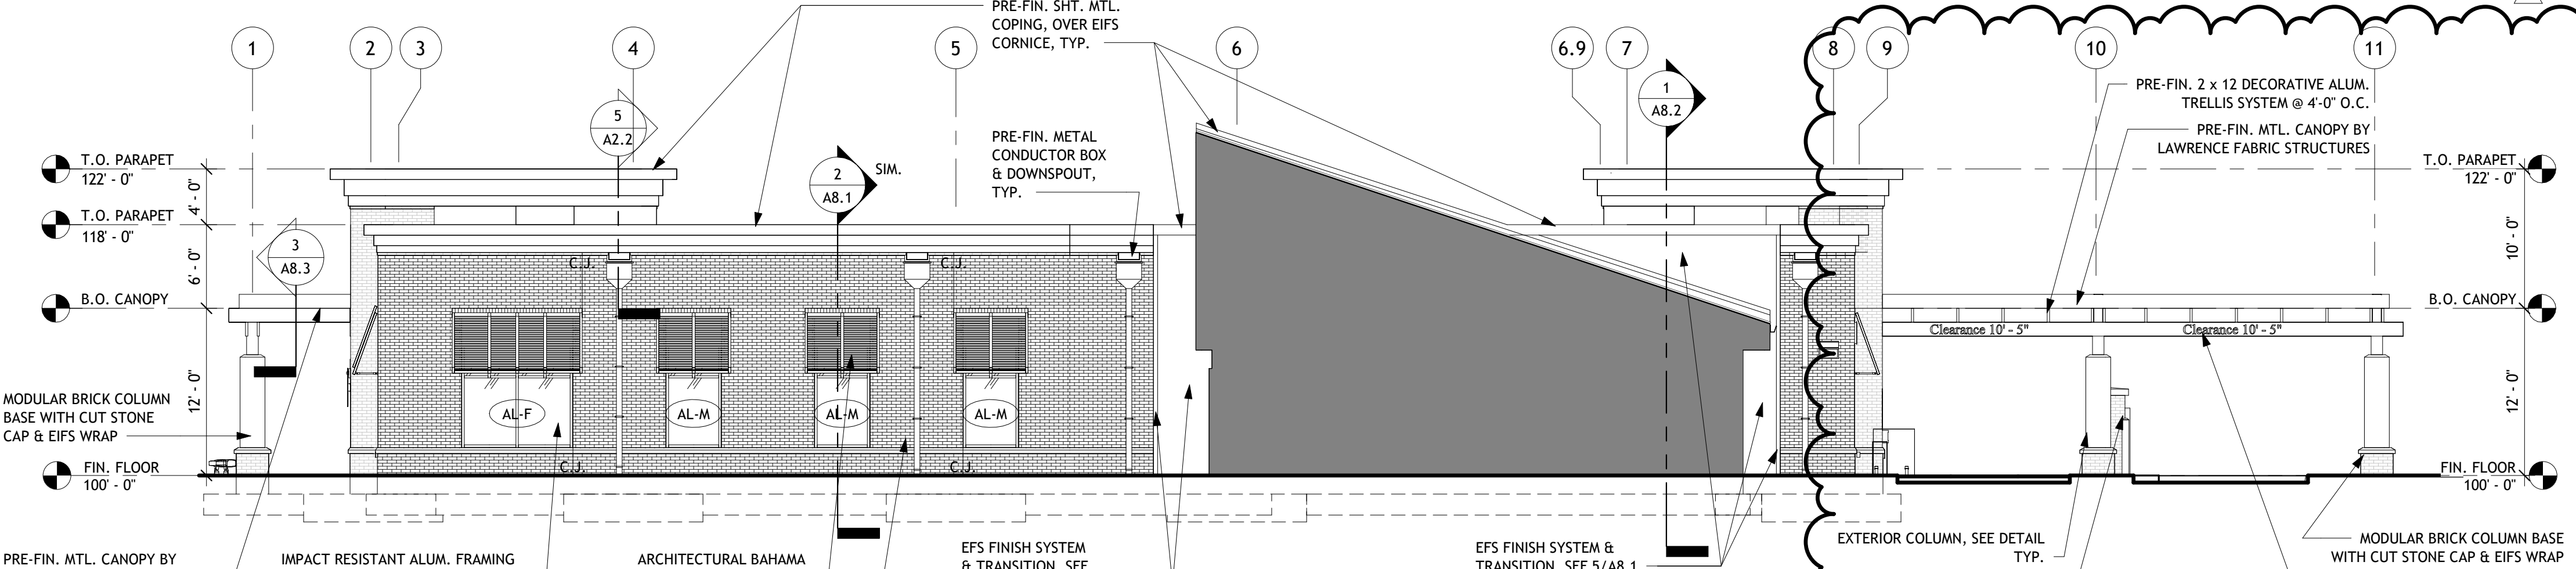 PRE-FIN. SHT. MTL.
COPING, OVER EIFS
CORNICE, TYP.
1
2
3
4
5
6
6.9
7
8
9
10
11
PRE-FIN. 2 x 12 DECORATIVE ALUM.
TRELLIS SYSTEM @ 4'-0" O.C.
PRE-FIN. MTL. CANOPY BY
LAWRENCE FABRIC STRUCTURES
5
A2.2
1
A8.2
PRE-FIN. METAL
CONDUCTOR BOX
& DOWNSPOUT,
TYP.
2
A8.1
SIM.
3
A8.3
T.O. PARAPET
122' - 0"
4' - 0"
T.O. PARAPET
118' - 0"
6' - 0"
B.O. CANOPY
12' - 0"
T.O. PARAPET
122' - 0"
10' - 0"
B.O. CANOPY
12' - 0"
C.J.
C.J.
Clearance 10' - 5"
Clearance 10' - 5"
MODULAR BRICK COLUMN
BASE WITH CUT STONE
CAP & EIFS WRAP
AL-F
AL-M
AL-M
AL-M
C.J.
C.J.
FIN. FLOOR
100' - 0"
FIN. FLOOR
100' - 0"
PRE-FIN. MTL. CANOPY BY
IMPACT RESISTANT ALUM. FRAMING
ARCHITECTURAL BAHAMA
EFS FINISH SYSTEM
& TRANSITION, SEE
EFS FINISH SYSTEM &
TRANSITION, SEE 5/A8.1
EXTERIOR COLUMN, SEE DETAIL
TYP.
MODULAR BRICK COLUMN BASE
WITH CUT STONE CAP & EIFS WRAP